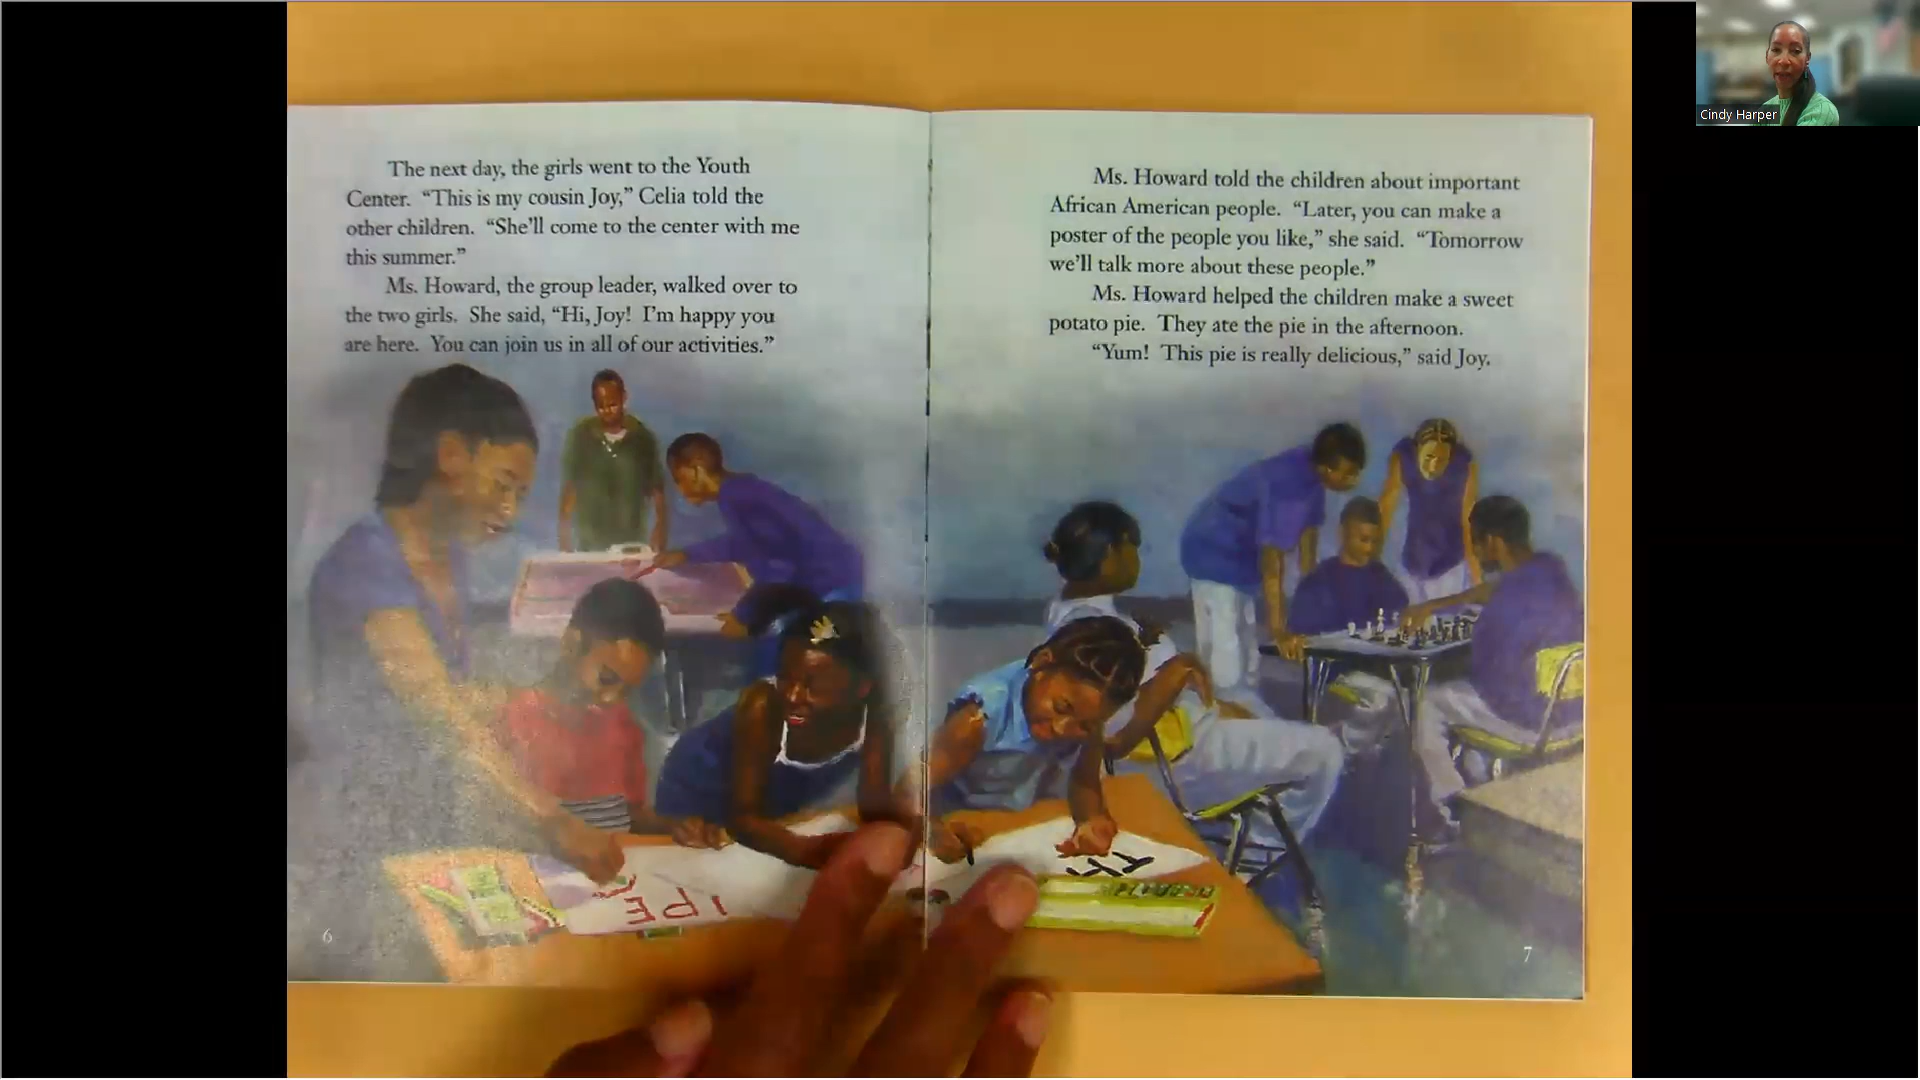 The next day, the girls went to the Youth
Center. “This is my cousin Joy,” Celia told the
other children. “She’ll come to the center with me
this summer.”
Ms. Howard, the group leader, walked over to
the two girls. She said, “Hi, Joy! I’m happy you
are here. You can join us in all of our activities.”
6
Ms. Howard told the children about important
African American people. “Later, you can make a
poster of the people you like,” she said. “Tomorrow
we’ll talk more about these people.”
Ms. Howard helped the children make a sweet
potato pie. They ate the pie in the afternoon.
“Yum! This pie is really delicious,” said Joy.
7
Cindy Harper